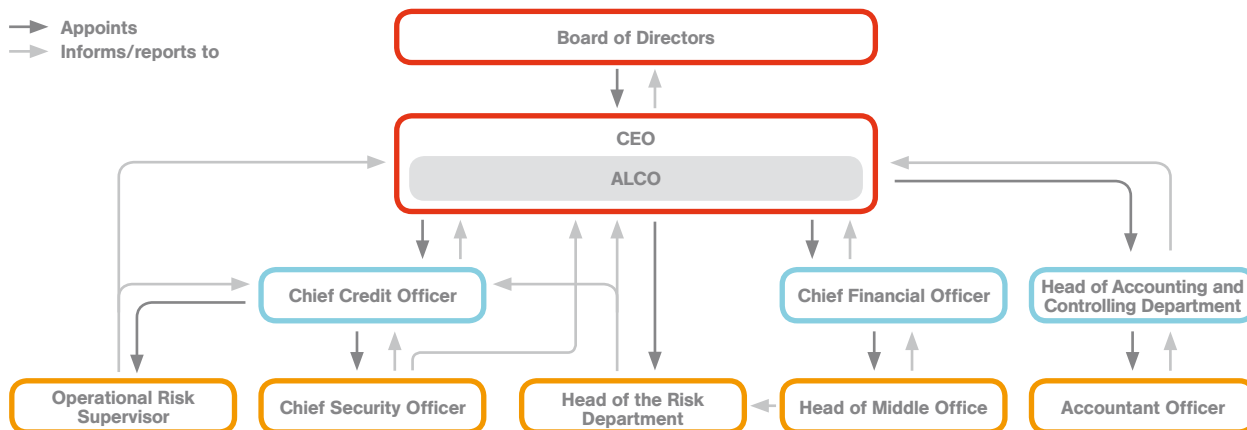 Appoints
Informs/reports to
Board of Directors
CEO
ALCO
Chief Credit Officer
Chief Financial Officer
Head of Accounting and
Controlling Department
Operational Risk
Supervisor
Chief Security Officer
Head of the Risk
Department
Head of Middle Office
Accountant Officer